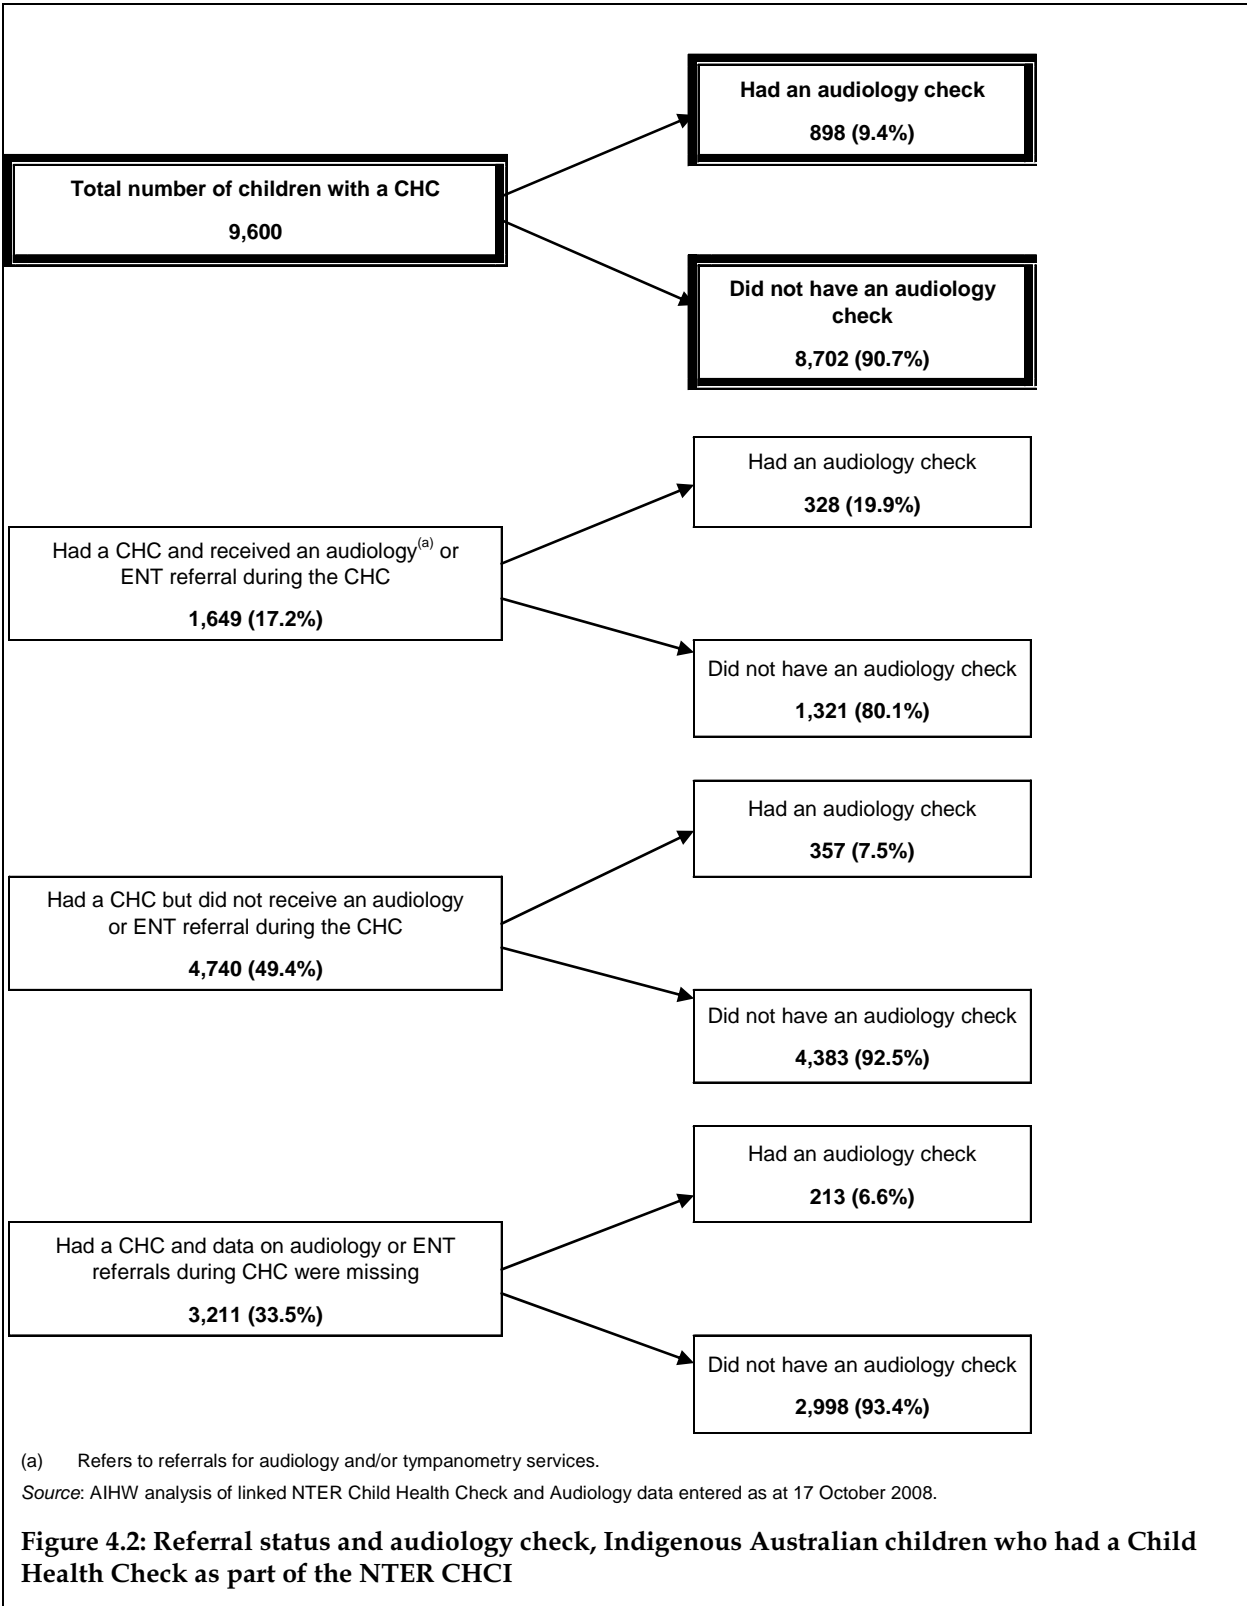 Had an audiology check
898 (9.4%)
Total number of children with a CHC
9,600
Did not have an audiology
check
8,702 (90.7%)
Had an audiology check
328 (19.9%)
Had a CHC and received an audiology(a) or
ENT referral during the CHC
1,649 (17.2%)
Did not have an audiology check
1,321 (80.1%)
Had an audiology check
357 (7.5%)
Had a CHC but did not receive an audiology
or ENT referral during the CHC
4,740 (49.4%)
Did not have an audiology check
4,383 (92.5%)
Had an audiology check
213 (6.6%)
Had a CHC and data on audiology or ENT
referrals during CHC were missing
3,211 (33.5%)
Did not have an audiology check
2,998 (93.4%)
(a) Refers to referrals for audiology and/or tympanometry services.
Source: AIHW analysis of linked NTER Child Health Check and Audiology data entered as at 17 October 2008.
Figure 4.2: Referral status and audiology check, Indigenous Australian children who had a Child
Health Check as part of the NTER CHCI